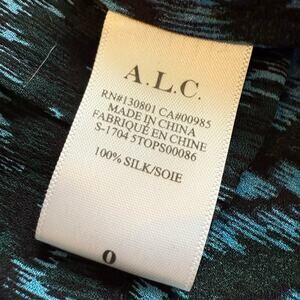 A.L.C.
RN#130801 CA#00985
MADE IN CHINA
FABRIQUÉ EN CHINE
S-1704 5TOPS00086
100% SILK/SOIE
0